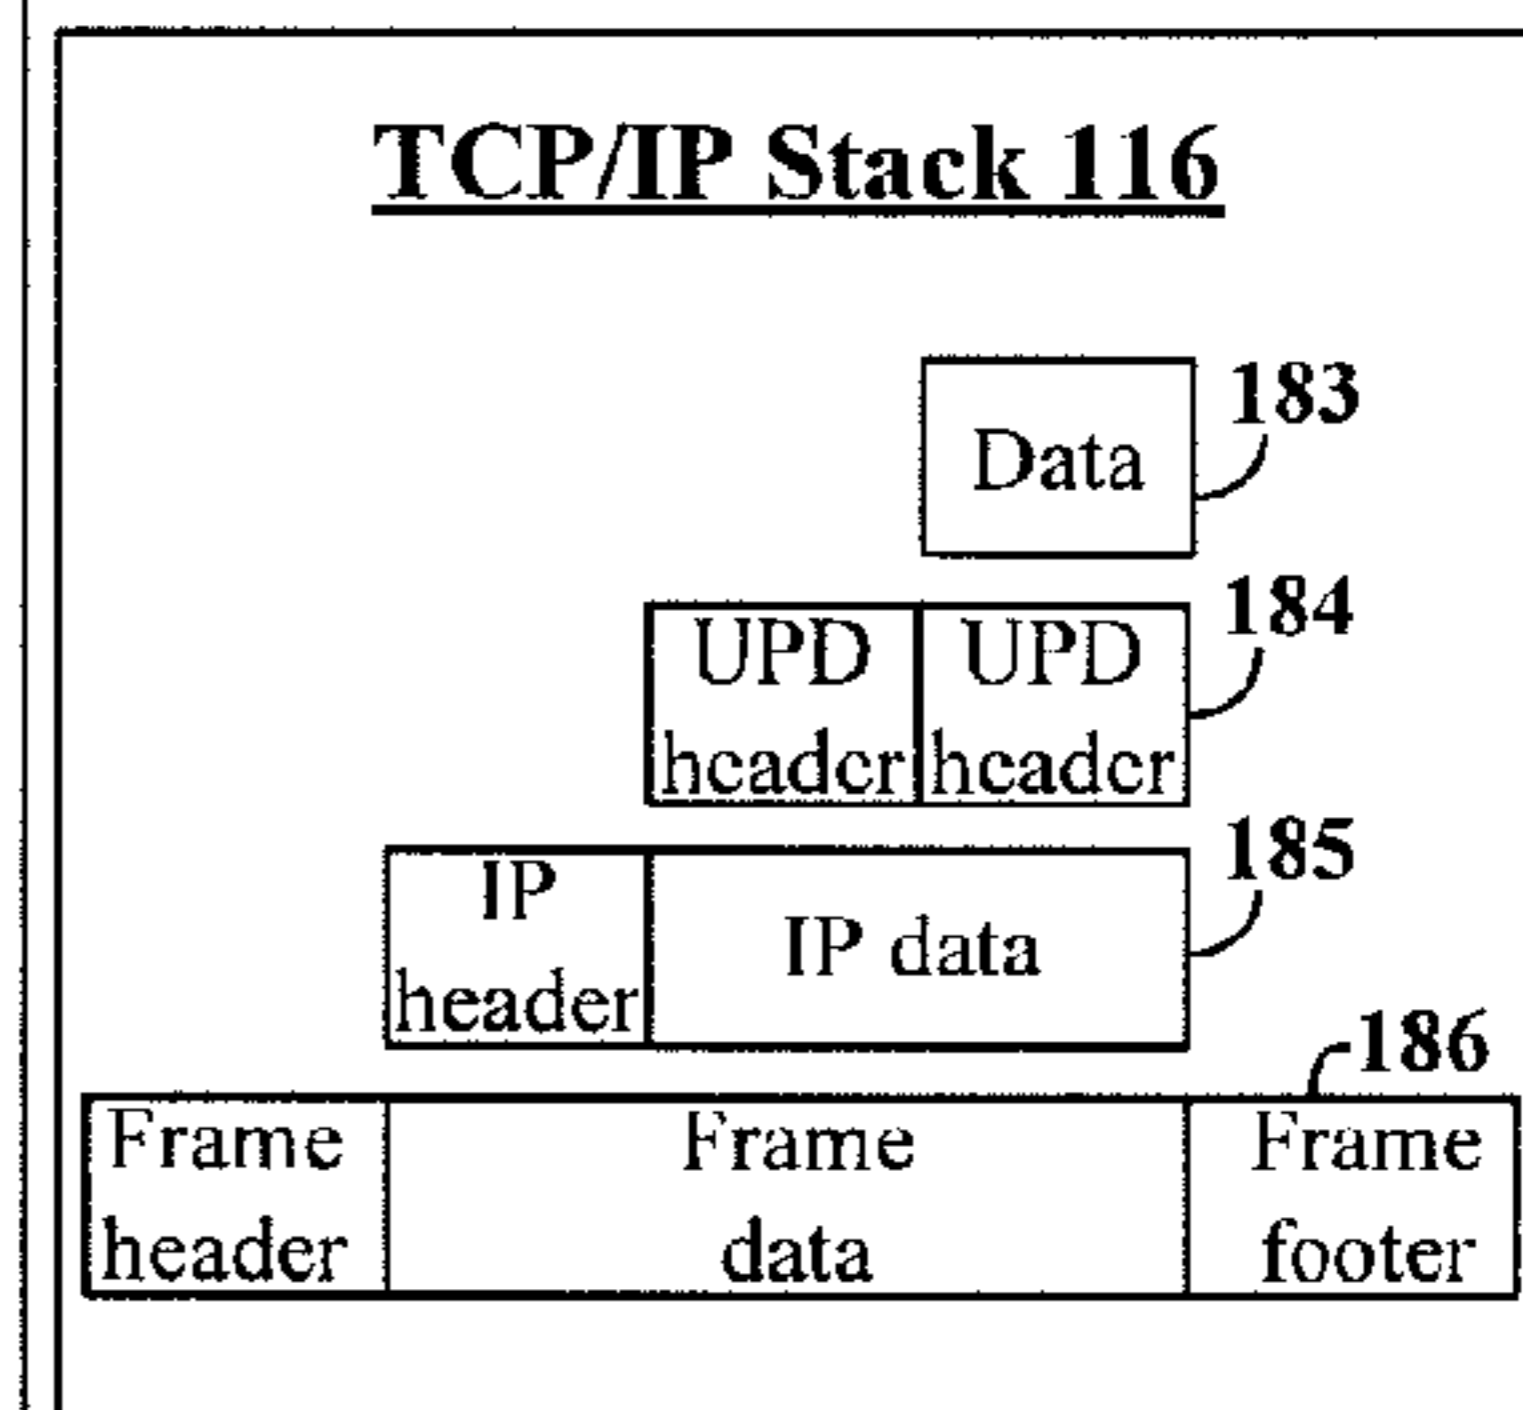 TCP/IP Stack 116
183
Data
184
UPD UPD
header header
185
IP
header
IP data
186
Frame
header
Frame
data
Frame
footer